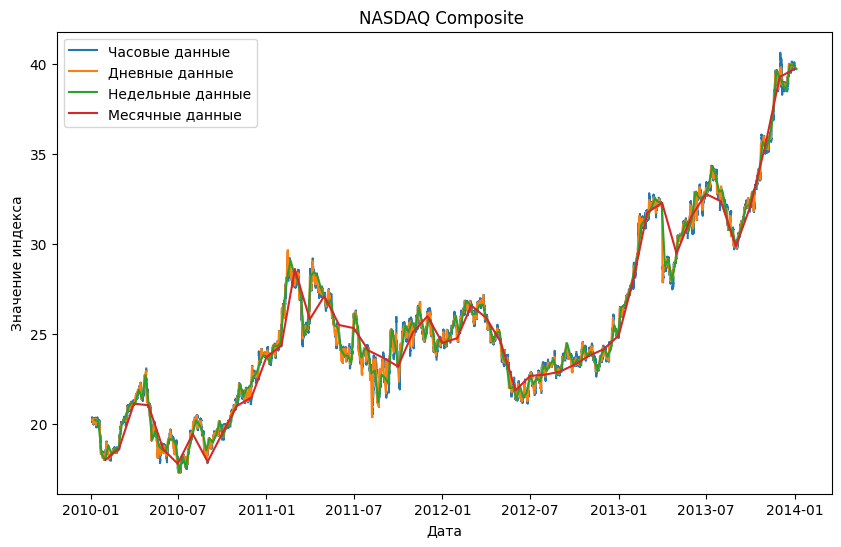 NASDAQ Composite
Часовые данные
Дневные данные
Недельные данные
Месячные данные
Значение индекса
40
35
30
25
20
2010-01 2010-07 2011-01 2011-07 2012-01 2012-07 2013-01 2013-07 2014-01
Дата